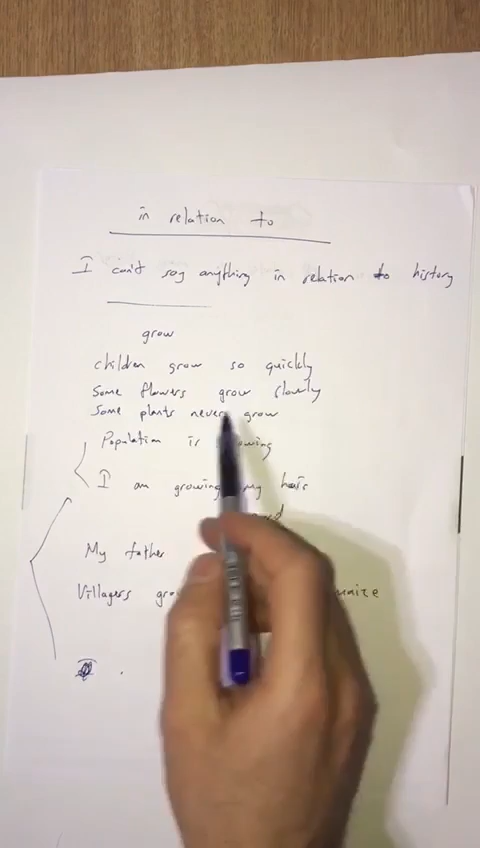 in relation to
I can't say anything in relation to history
grow
children grow so quickly
Some flowers grow slowly
Some plants never grow
Population is growing
I am growing my hair
My father
Villagers maize